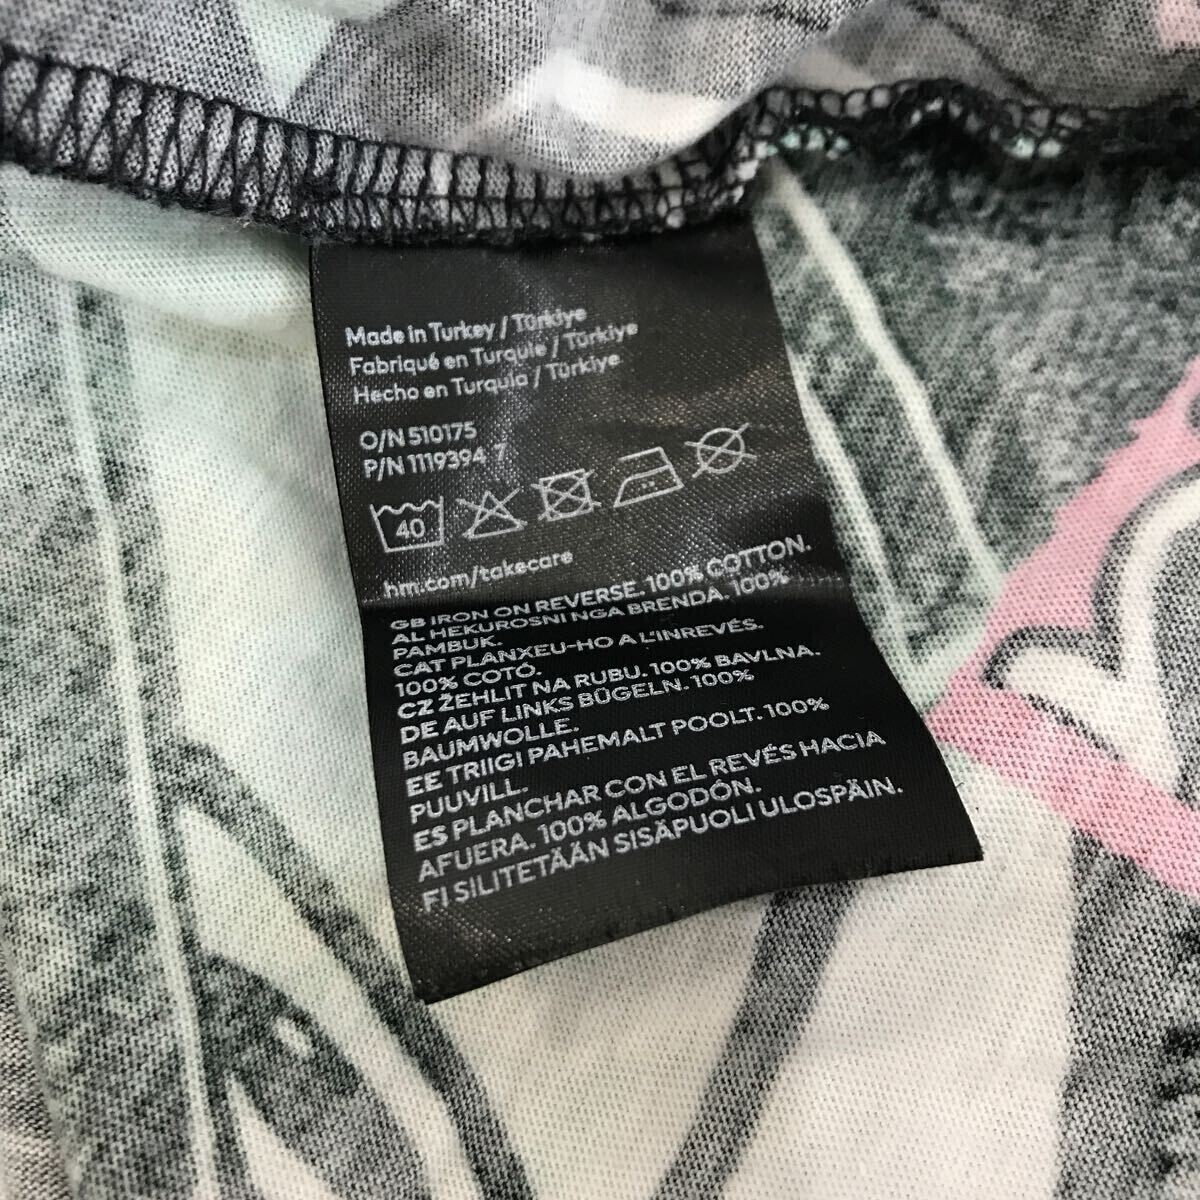 Made in Turkey / Türkiye
Fabriqué en Turquie / Türkiye
Hecho en Turquía / Türkiye
O/N 510175
P/N 1119394 7
40
hm.com/takecare
GB IRON ON REVERSE. 100% COTTON.
AL HEKUROSNI NGA BRENDA. 100%
PAMBUK.
CAT PLANXEU-HO A L'INREVÉS.
100% COTÓ.
CZ ŽEHLIT NA RUBU. 100% BAVLNA.
DE AUF LINKS BÜGELN. 100%
BAUMWOLLE.
EE TRIIGI PAHEMALT POOLT. 100%
PUUVILL.
ES PLANCHAR CON EL REVÉS HACIA
AFUERA. 100% ALGODÓN.
FI SILITETÄÄN SISÄPUOLI ULOSPÄIN.